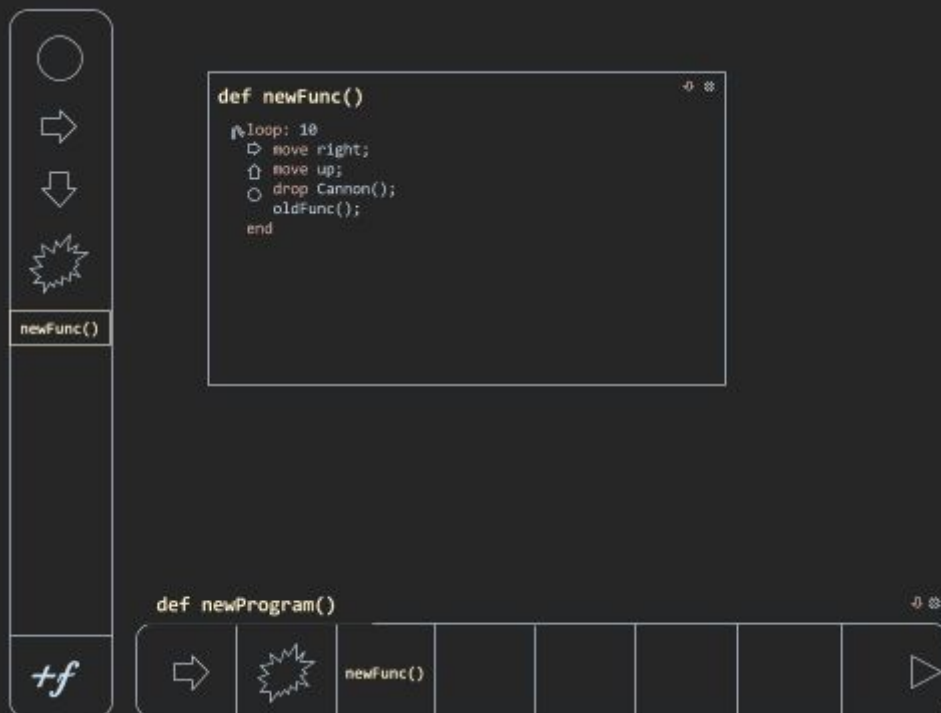 def newFunc()
loop: 10
move right;
move up;
drop Cannon();
oldFunc();
end
newFunc()
def newProgram()
+f
newFunc()